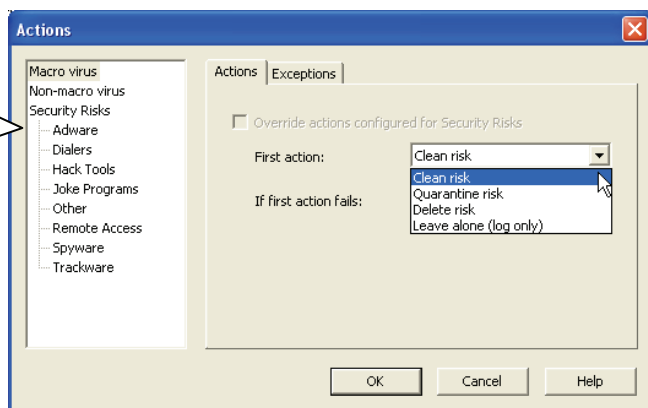 Actions
Macro virus
Non-macro virus
Security Risks
Adware
Dialers
Hack Tools
Joke Programs
Other
Remote Access
Spyware
Trackware
Actions
Exceptions
Override actions configured for Security Risks
First action:
Clean risk
Clean risk
Quarantine risk
Delete risk
Leave alone (log only)
If first action fails:
OK
Cancel
Help